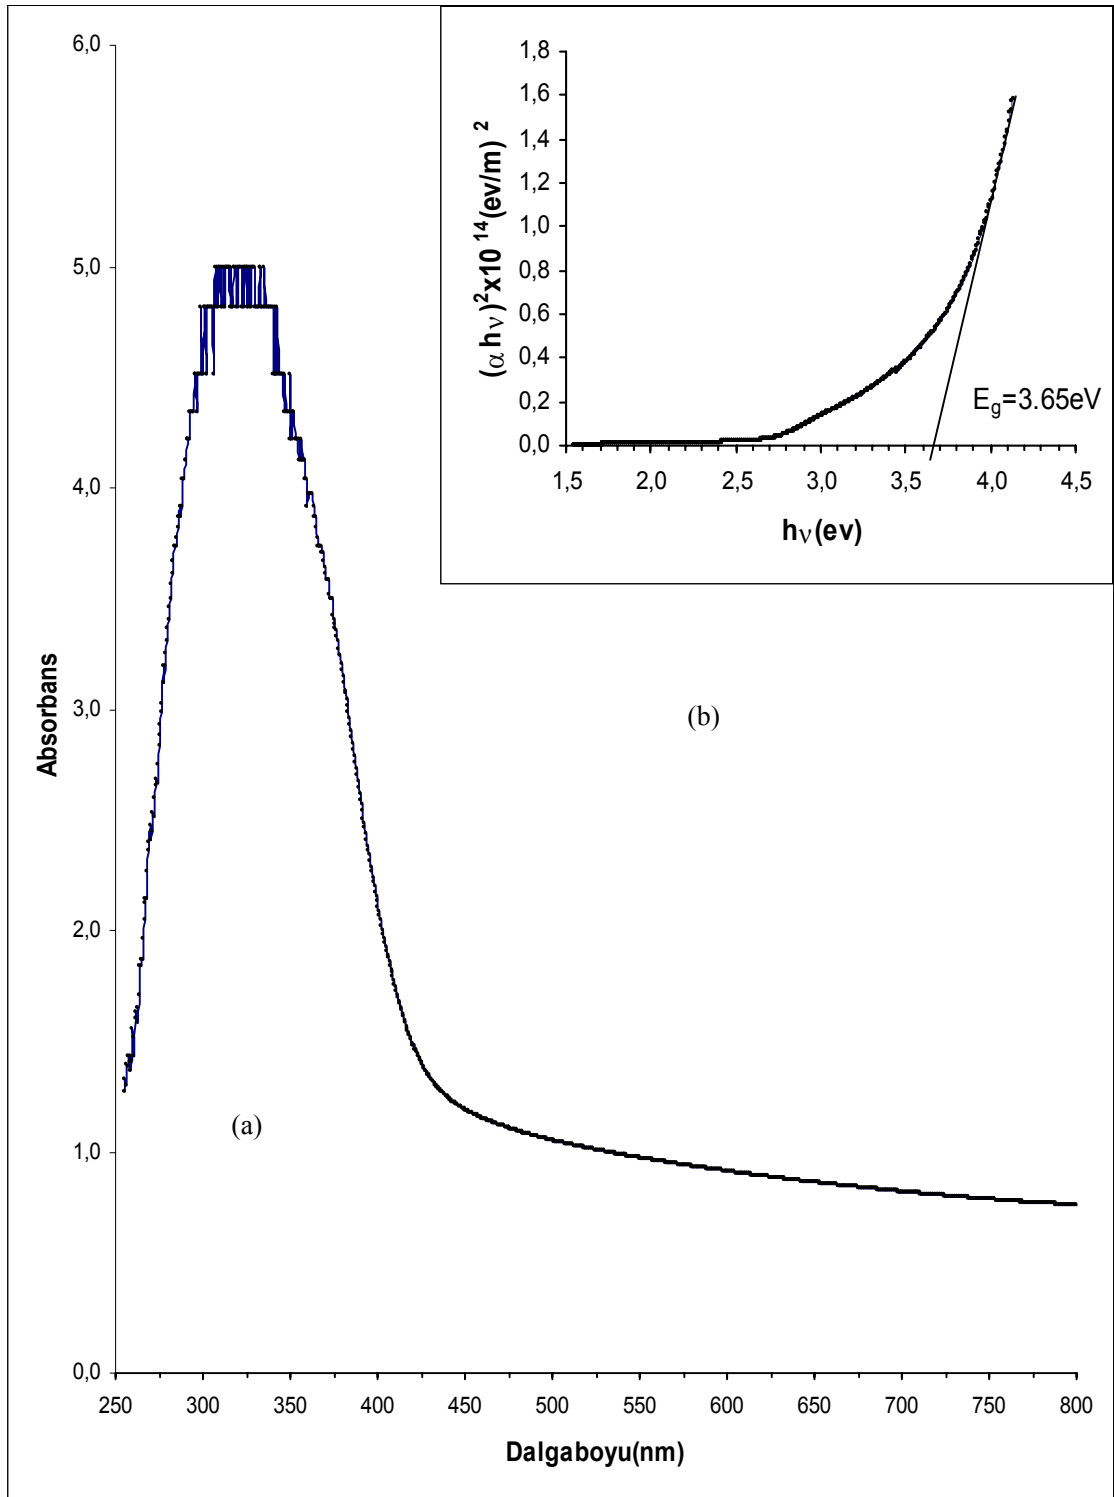 6,0
5,0
4,0
3,0
2,0
1,0
0,0
Absorbans
250 300 350 400 450 500 550 600 650 700 750 800
Dalgaboyu(nm)
(a)
(b)
1,8
1,6
1,4
1,2
1,0
0,8
0,6
0,4
0,2
0,0
(α hν)²x10 ¹⁴(ev/m) ²
1,5 2,0 2,5 3,0 3,5 4,0 4,5
hν(ev)
E_g=3.65eV